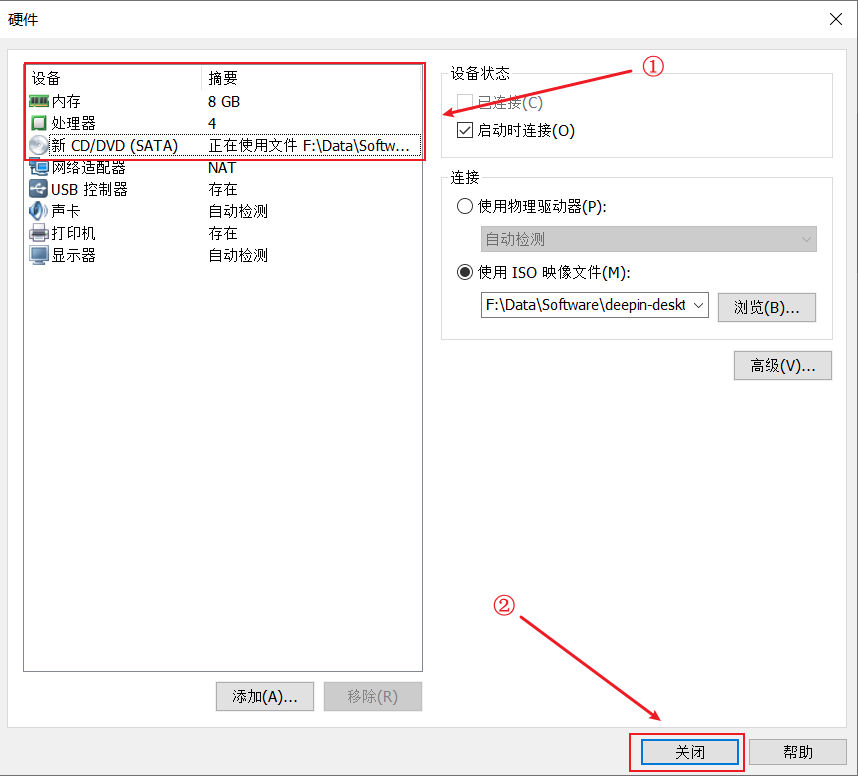 硬件
设备 摘要
内存 8 GB
处理器 4
新 CD/DVD (SATA) 正在使用文件 F:\Data\Softw...
网络适配器 NAT
USB 控制器 存在
声卡 自动检测
打印机 存在
显示器 自动检测
添加(A)...
移除(R)
设备状态
①
已连接(C)
启动时连接(O)
连接
使用物理驱动器(P):
自动检测
使用 ISO 映像文件(M):
F:\Data\Software\deepin-deskt
浏览(B)...
高级(V)...
②
关闭
帮助